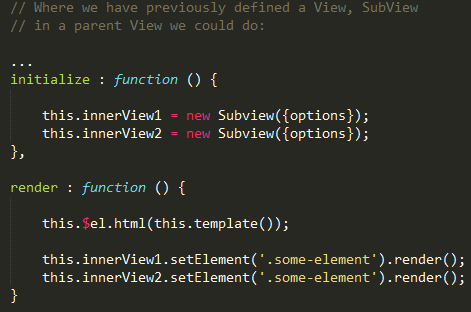 // Where we have previously defined a View, SubView
// in a parent View we could do:
...
initialize : function () {
this.innerView1 = new Subview({options});
this.innerView2 = new Subview({options});
},
render : function () {
this.$el.html(this.template());
this.innerView1.setElement('.some-element').render();
this.innerView2.setElement('.some-element').render();
}